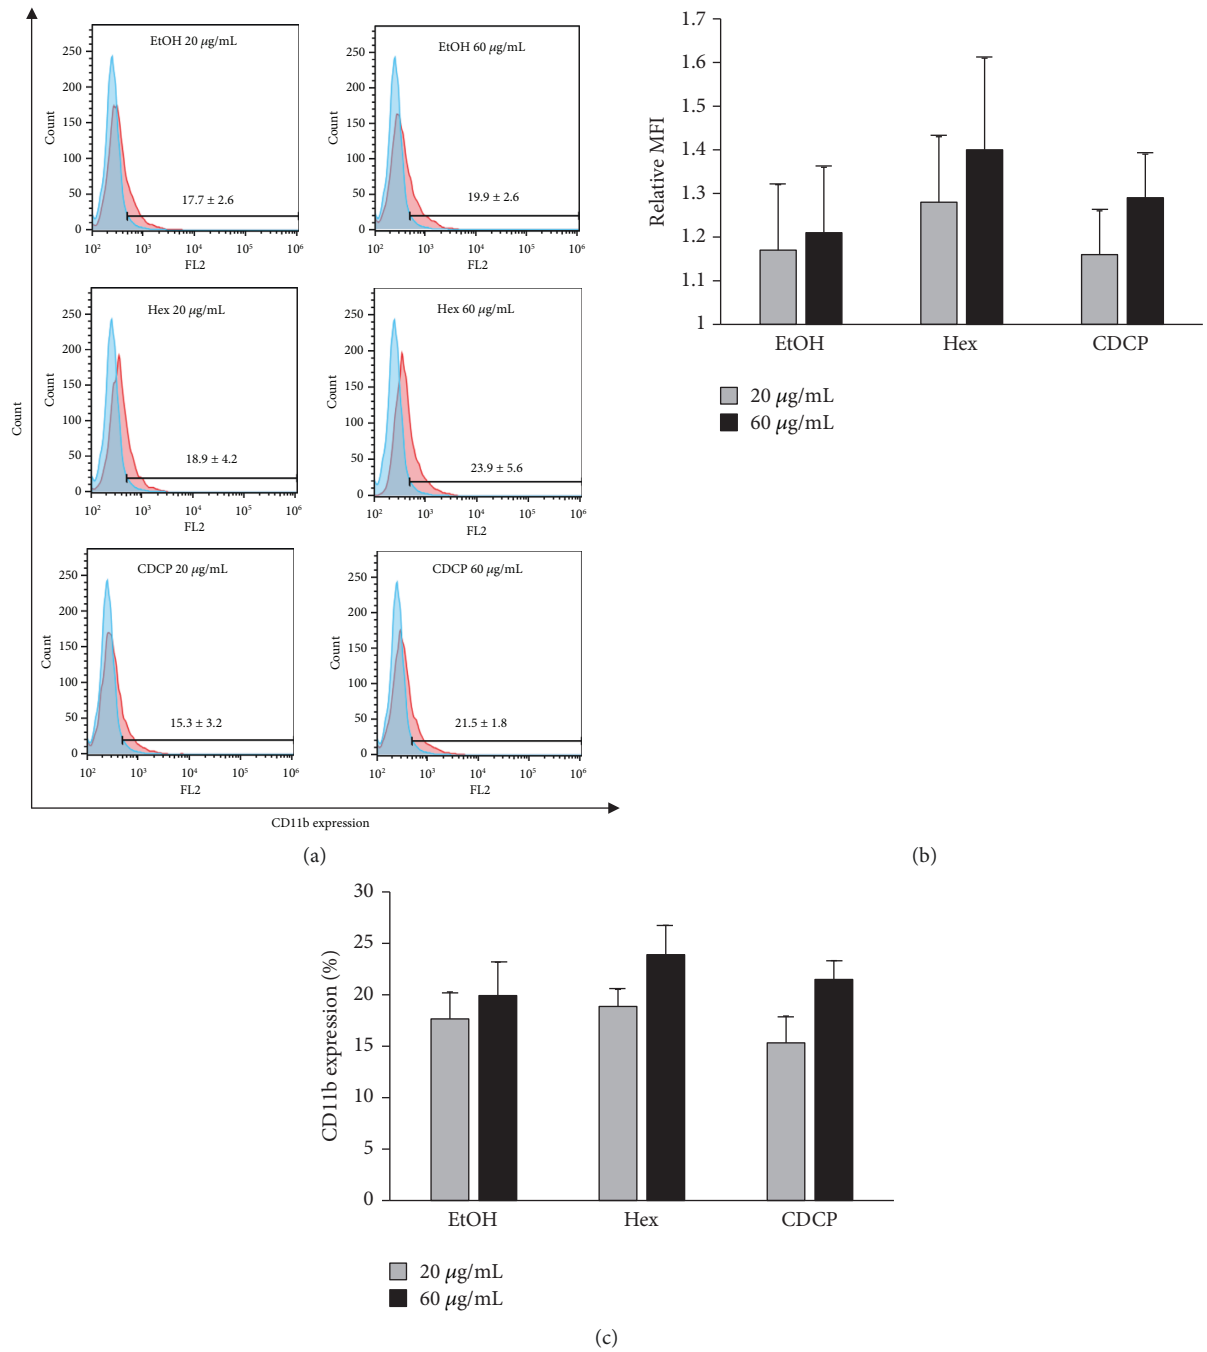 EtOH 20 μg/mL
250
200
150
100
50
0
Count
17.7 ± 2.6
10² 10³ 10⁴ 10⁵ 10⁶
FL2
EtOH 60 μg/mL
250
200
150
100
50
0
Count
19.9 ± 2.6
10² 10³ 10⁴ 10⁵ 10⁶
FL2
Hex 20 μg/mL
250
200
150
100
50
0
Count
18.9 ± 4.2
10² 10³ 10⁴ 10⁵ 10⁶
FL2
Hex 60 μg/mL
250
200
150
100
50
0
Count
23.9 ± 5.6
10² 10³ 10⁴ 10⁵ 10⁶
FL2
CDCP 20 μg/mL
250
200
150
100
50
0
Count
15.3 ± 3.2
10² 10³ 10⁴ 10⁵ 10⁶
FL2
CDCP 60 μg/mL
250
200
150
100
50
0
Count
21.5 ± 1.8
10² 10³ 10⁴ 10⁵ 10⁶
FL2
Count
CD11b expression
(a)
1.7
1.6
1.5
1.4
1.3
1.2
1.1
1
Relative MFI
EtOH Hex CDCP
20 μg/mL
60 μg/mL
(b)
30
25
20
15
10
5
0
CD11b expression (%)
EtOH Hex CDCP
20 μg/mL
60 μg/mL
(c)